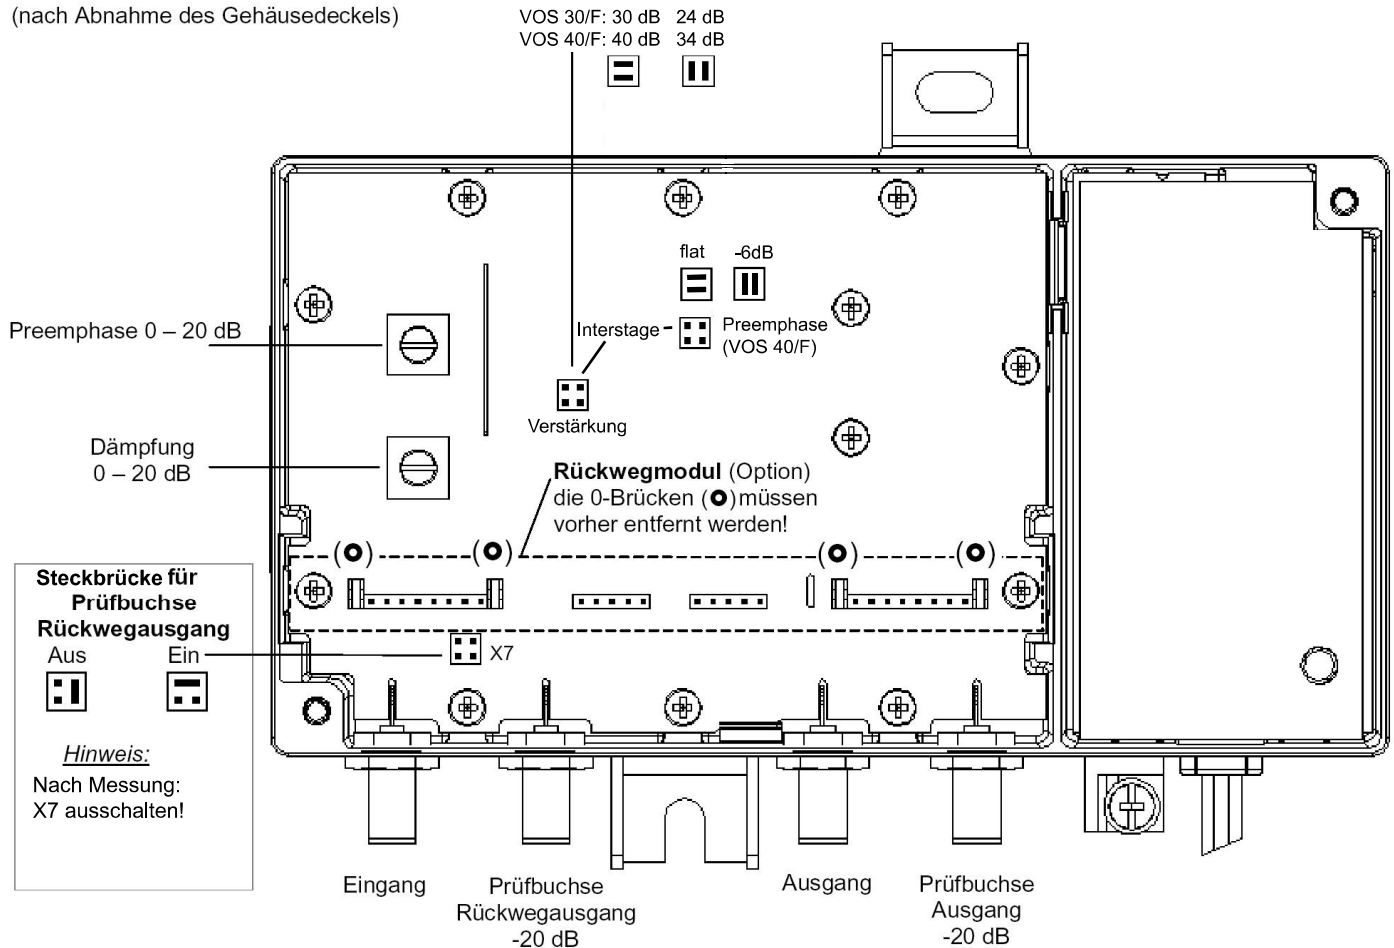 (nach Abnahme des Gehäusedeckels)
VOS 30/F: 30 dB 24 dB
VOS 40/F: 40 dB 34 dB
flat -6dB
Preemphase 0 – 20 dB
Interstage
Preemphase
(VOS 40/F)
Verstärkung
Dämpfung
0 – 20 dB
Rückwegmodul (Option)
die 0-Brücken ( ) müssen
vorher entfernt werden!
Steckbrücke für
Prüfbuchse
Rückwegausgang
Aus Ein
X7
Hinweis:
Nach Messung:
X7 ausschalten!
Eingang
Prüfbuchse
Rückwegausgang
-20 dB
Ausgang
Prüfbuchse
Ausgang
-20 dB